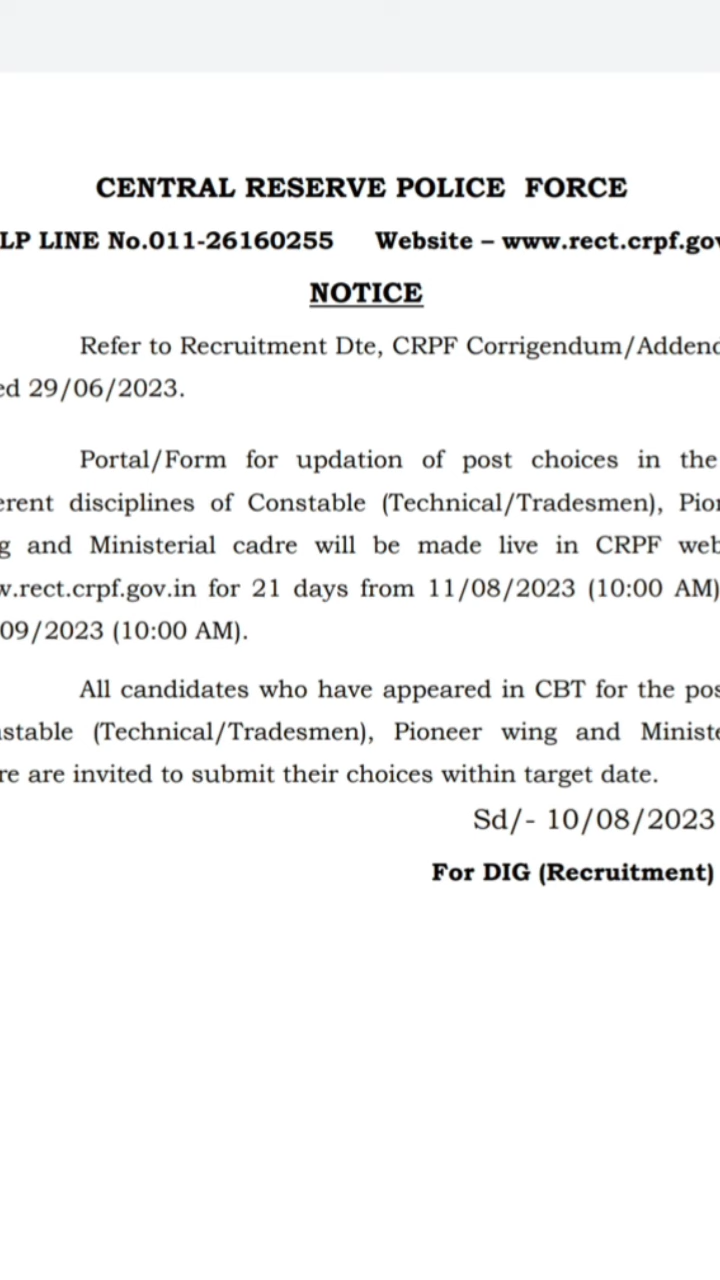 CENTRAL RESERVE POLICE FORCE
LP LINE No.011-26160255 Website – www.rect.crpf.gov
NOTICE
Refer to Recruitment Dte, CRPF Corrigendum/Addend
ed 29/06/2023.
Portal/Form for updation of post choices in the
erent disciplines of Constable (Technical/Tradesmen), Pion
g and Ministerial cadre will be made live in CRPF web
w.rect.crpf.gov.in for 21 days from 11/08/2023 (10:00 AM)
09/2023 (10:00 AM).
All candidates who have appeared in CBT for the pos
stable (Technical/Tradesmen), Pioneer wing and Ministe
re are invited to submit their choices within target date.
Sd/- 10/08/2023
For DIG (Recruitment)